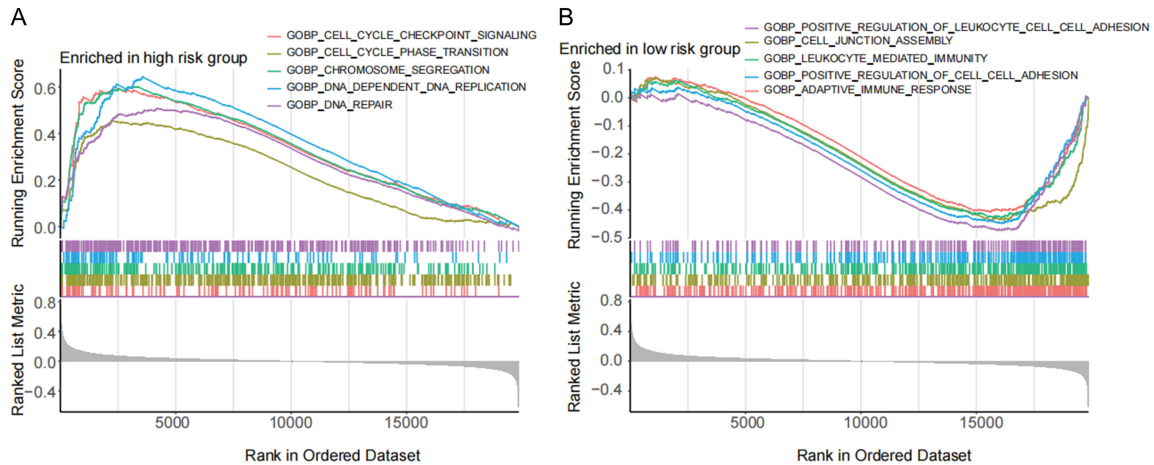 A
Enriched in high risk group
GOBP_CELL_CYCLE_CHECKPOINT_SIGNALING
GOBP_CELL_CYCLE_PHASE_TRANSITION
GOBP_CHROMOSOME_SEGREGATION
GOBP_DNA_DEPENDENT_DNA_REPLICATION
GOBP_DNA_REPAIR
Running Enrichment Score
0.6
0.4
0.2
0.0
Ranked List Metric
0.8
0.4
0.0
−0.4
5000 10000 15000
Rank in Ordered Dataset
B
Enriched in low risk group
GOBP_POSITIVE_REGULATION_OF_LEUKOCYTE_CELL_CELL_ADHESION
GOBP_CELL_JUNCTION_ASSEMBLY
GOBP_LEUKOCYTE_MEDIATED_IMMUNITY
GOBP_POSITIVE_REGULATION_OF_CELL_CELL_ADHESION
GOBP_ADAPTIVE_IMMUNE_RESPONSE
Running Enrichment Score
0.1
0.0
−0.1
−0.2
−0.3
−0.4
−0.5
Ranked List Metric
0.8
0.4
0.0
−0.4
5000 10000 15000
Rank in Ordered Dataset